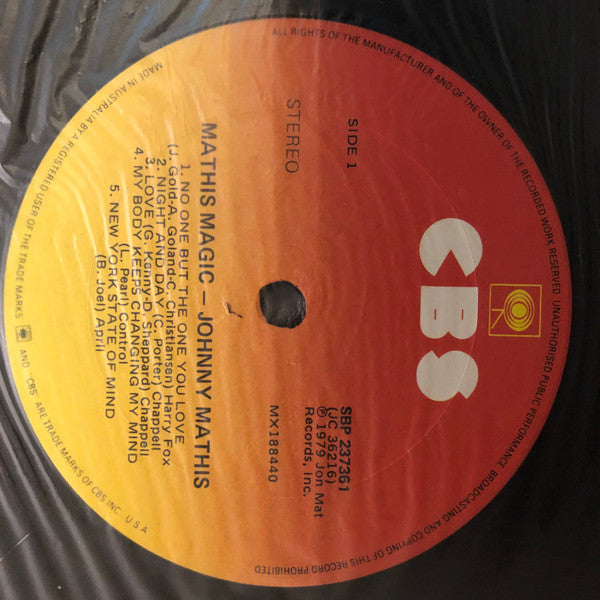 CBS
SIDE 1
STEREO
SBP 237361
(JC 36216)
℗ 1979 Jon Mat
Records, Inc.
MX188440
MATHIS MAGIC – JOHNNY MATHIS
1. NO ONE BUT THE ONE YOU LOVE
(J. Gold-A. Goland-C. Christiansen) Harry Fox
2. NIGHT AND DAY (C. Porter) Chappell
3. LOVE (G. Kenny-D. Sheppard) Chappell
4. MY BODY KEEPS CHANGING MY MIND
(L. Pearl) Control
5. NEW YORK STATE OF MIND
(B. Joel) April
MADE IN AUSTRALIA BY A REGISTERED USER OF THE TRADE MARKS
AND "CBS" ARE TRADE MARKS OF CBS INC. U S A
ALL RIGHTS OF THE MANUFACTURER AND OF THE OWNER OF THE RECORDED WORK RESERVED UNAUTHORISED PUBLIC PERFORMANCE BROADCASTING AND COPYING OF THIS RECORD PROHIBITED